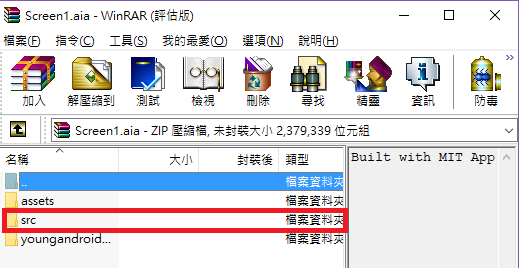 Screen1.aia - WinRAR (評估版)
檔案(F) 指令(C) 工具(S) 我的最愛(O) 選項(N) 說明(H)
加入 解壓縮到 測試 檢視 刪除 尋找 精靈 資訊 防毒
Screen1.aia - ZIP 壓縮檔, 未封裝大小 2,379,339 位元組
名稱 大小 封裝後 類型
.. 檔案資料夾
assets 檔案資料夾
src 檔案資料夾
youngandroid... 檔案資料夾
Built with MIT App